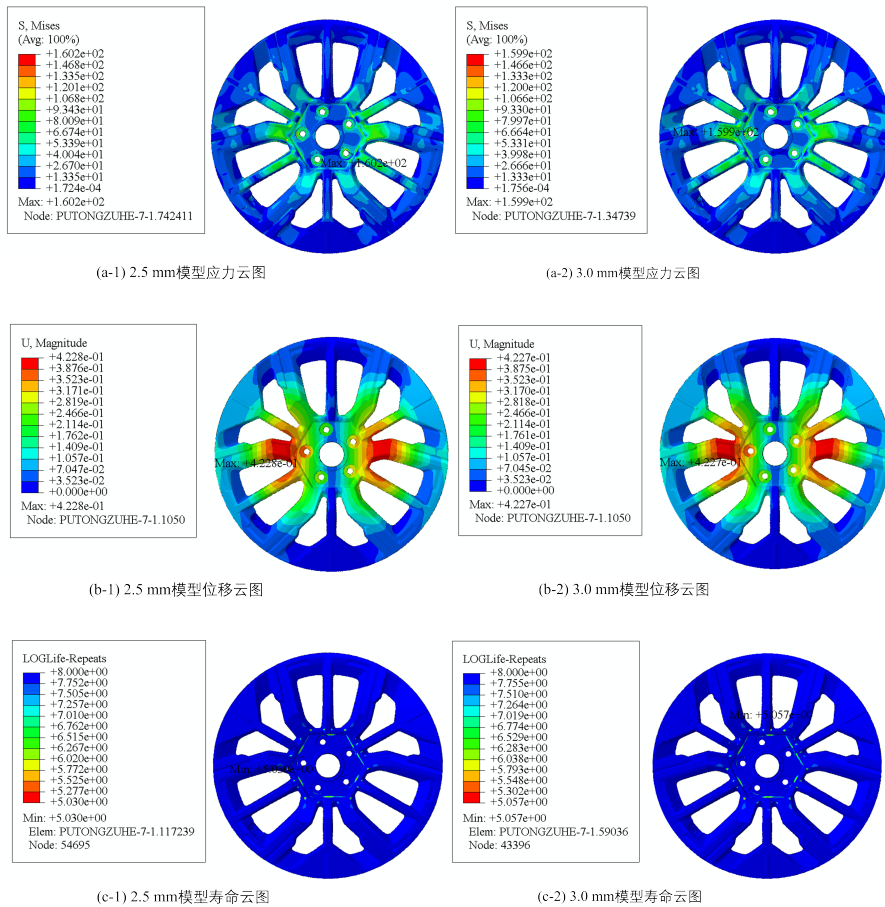 S, Mises
(Avg: 100%)
+1.602e+02
+1.468e+02
+1.335e+02
+1.201e+02
+1.068e+02
+9.343e+01
+8.009e+01
+6.674e+01
+5.339e+01
+4.004e+01
+2.670e+01
+1.335e+01
+1.724e-04
Max: +1.602e+02
Node: PUTONGZUHE-7-1.742411
Max: +1.602e+02
S, Mises
(Avg: 100%)
+1.599e+02
+1.466e+02
+1.333e+02
+1.200e+02
+1.066e+02
+9.330e+01
+7.997e+01
+6.664e+01
+5.331e+01
+3.998e+01
+2.666e+01
+1.333e+01
+1.756e-04
Max: +1.599e+02
Node: PUTONGZUHE-7-1.34739
Max: +1.599e+02
(a-1) 2.5 mm模型应力云图
(a-2) 3.0 mm模型应力云图
U, Magnitude
+4.228e-01
+3.876e-01
+3.523e-01
+3.171e-01
+2.819e-01
+2.466e-01
+2.114e-01
+1.762e-01
+1.409e-01
+1.057e-01
+7.047e-02
+3.523e-02
+0.000e+00
Max: +4.228e-01
Node: PUTONGZUHE-7-1.1050
Max: +4.228e-01
U, Magnitude
+4.227e-01
+3.875e-01
+3.523e-01
+3.170e-01
+2.818e-01
+2.466e-01
+2.114e-01
+1.761e-01
+1.409e-01
+1.057e-01
+7.045e-02
+3.523e-02
+0.000e+00
Max: +4.227e-01
Node: PUTONGZUHE-7-1.1050
Max: +4.227e-01
(b-1) 2.5 mm模型位移云图
(b-2) 3.0 mm模型位移云图
LOGLife-Repeats
+8.000e+00
+7.752e+00
+7.505e+00
+7.257e+00
+7.010e+00
+6.762e+00
+6.515e+00
+6.267e+00
+6.020e+00
+5.772e+00
+5.525e+00
+5.277e+00
+5.030e+00
Min: +5.030e+00
Elem: PUTONGZUHE-7-1.117239
Node: 54695
Min: +5.030e+00
LOGLife-Repeats
+8.000e+00
+7.755e+00
+7.510e+00
+7.264e+00
+7.019e+00
+6.774e+00
+6.529e+00
+6.283e+00
+6.038e+00
+5.793e+00
+5.548e+00
+5.302e+00
+5.057e+00
Min: +5.057e+00
Elem: PUTONGZUHE-7-1.59036
Node: 43396
Min: +5.057e+00
(c-1) 2.5 mm模型寿命云图
(c-2) 3.0 mm模型寿命云图